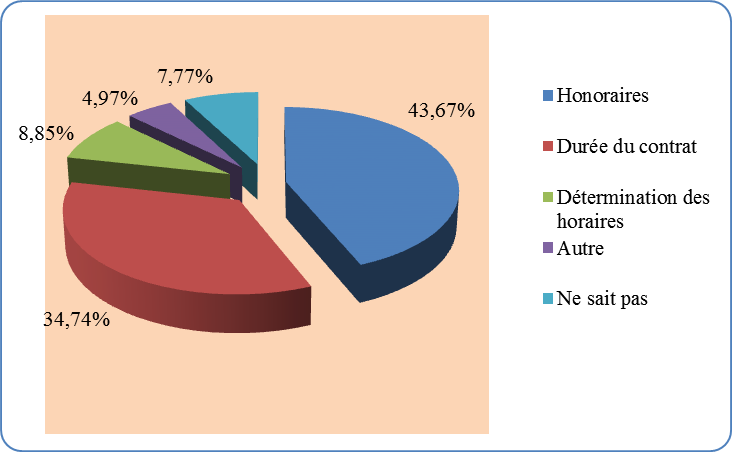 7,77%
4,97%
43,67%
8,85%
34,74%
Honoraires
Durée du contrat
Détermination des
horaires
Autre
Ne sait pas